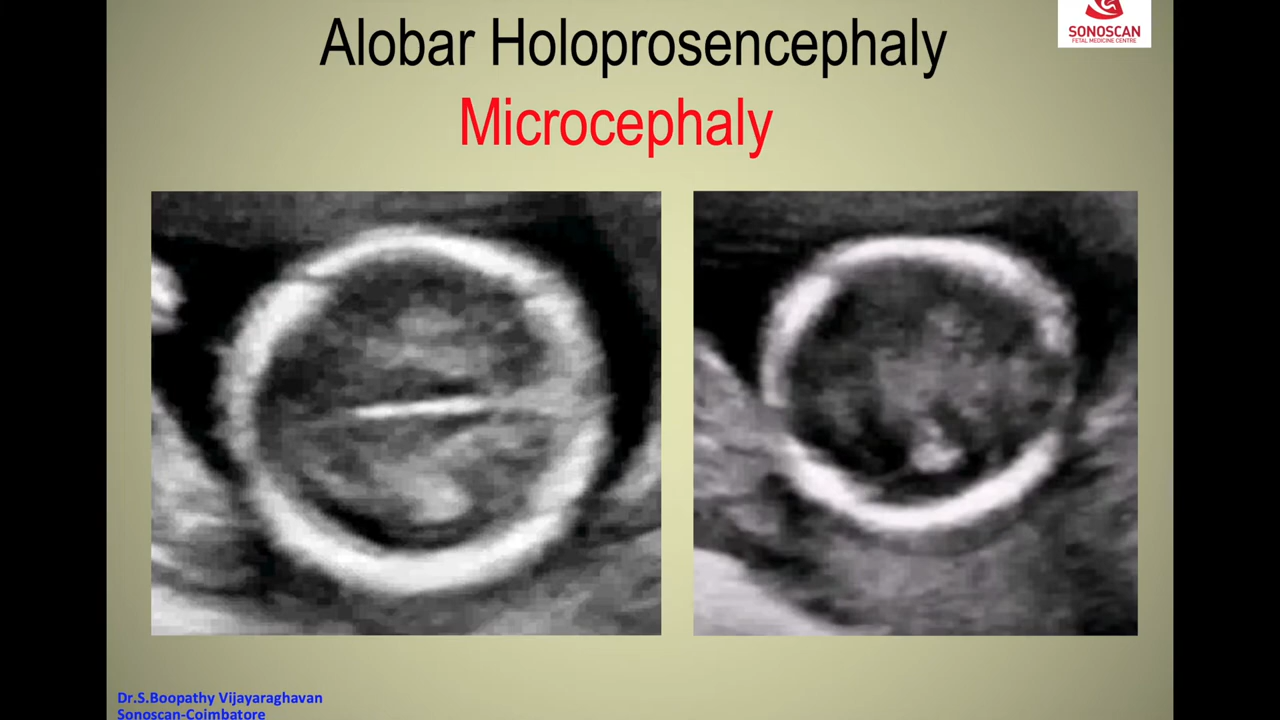 Alobar Holoprosencephaly
Microcephaly
SONOSCAN
FETAL MEDICINE CENTRE
Dr.S.Boopathy Vijayaraghavan
Sonoscan-Coimbatore